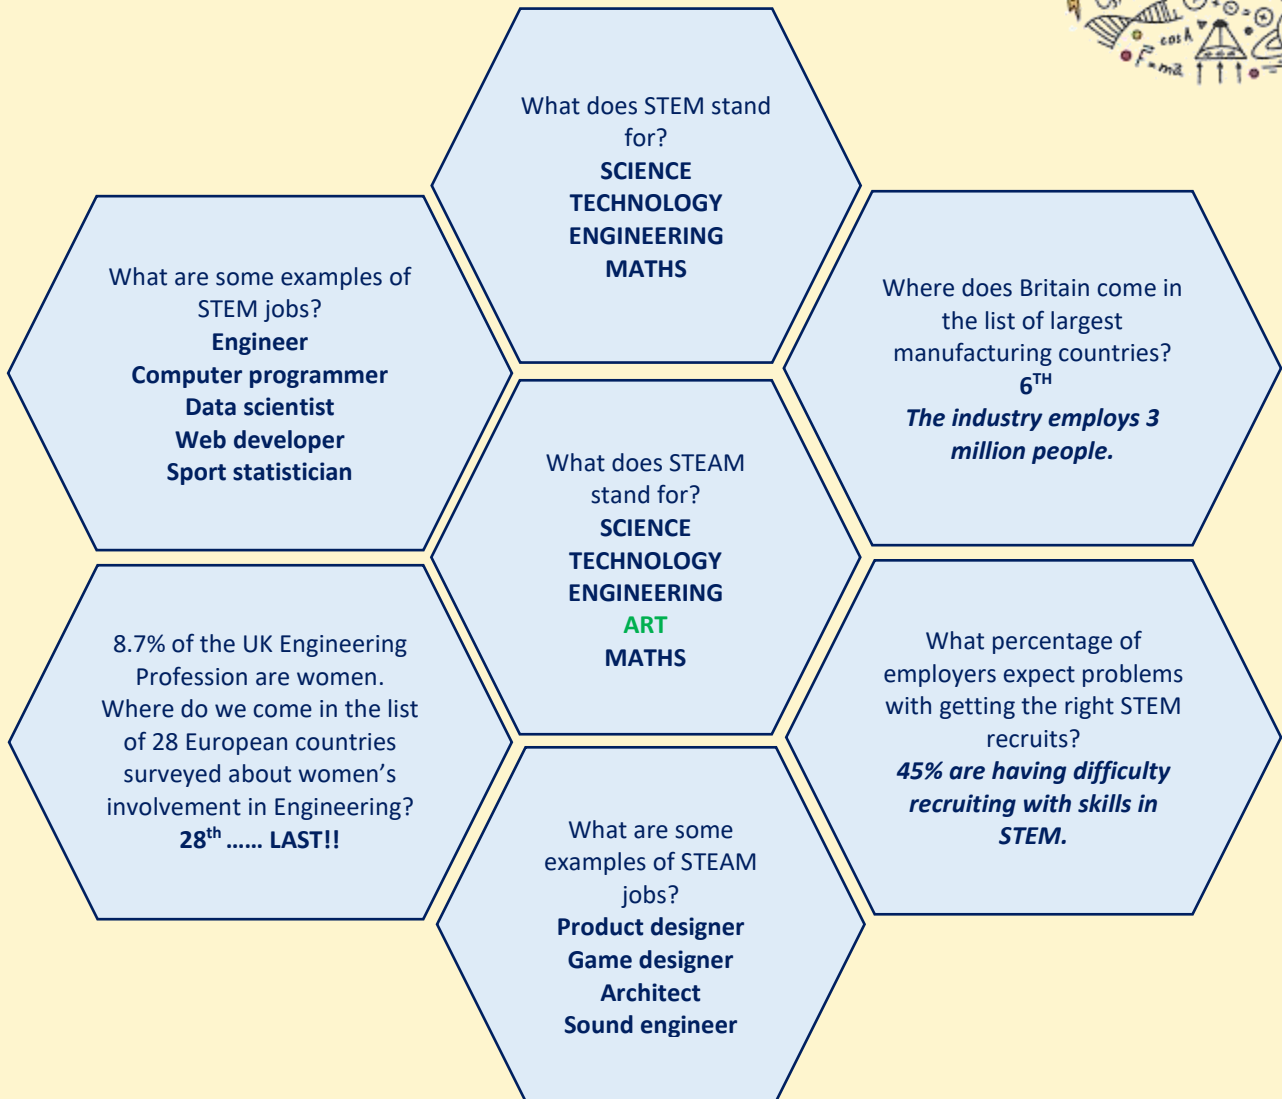 cosh
F=ma
What does STEM stand
for?
SCIENCE
TECHNOLOGY
ENGINEERING
MATHS
What are some examples of
STEM jobs?
Engineer
Computer programmer
Data scientist
Web developer
Sport statistician
Where does Britain come in
the list of largest
manufacturing countries?
6TH
The industry employs 3
million people.
What does STEAM
stand for?
SCIENCE
TECHNOLOGY
ENGINEERING
ART
MATHS
8.7% of the UK Engineering
Profession are women.
Where do we come in the list
of 28 European countries
surveyed about women’s
involvement in Engineering?
28th ...... LAST!!
What percentage of
employers expect problems
with getting the right STEM
recruits?
45% are having difficulty
recruiting with skills in
STEM.
What are some
examples of STEAM
jobs?
Product designer
Game designer
Architect
Sound engineer